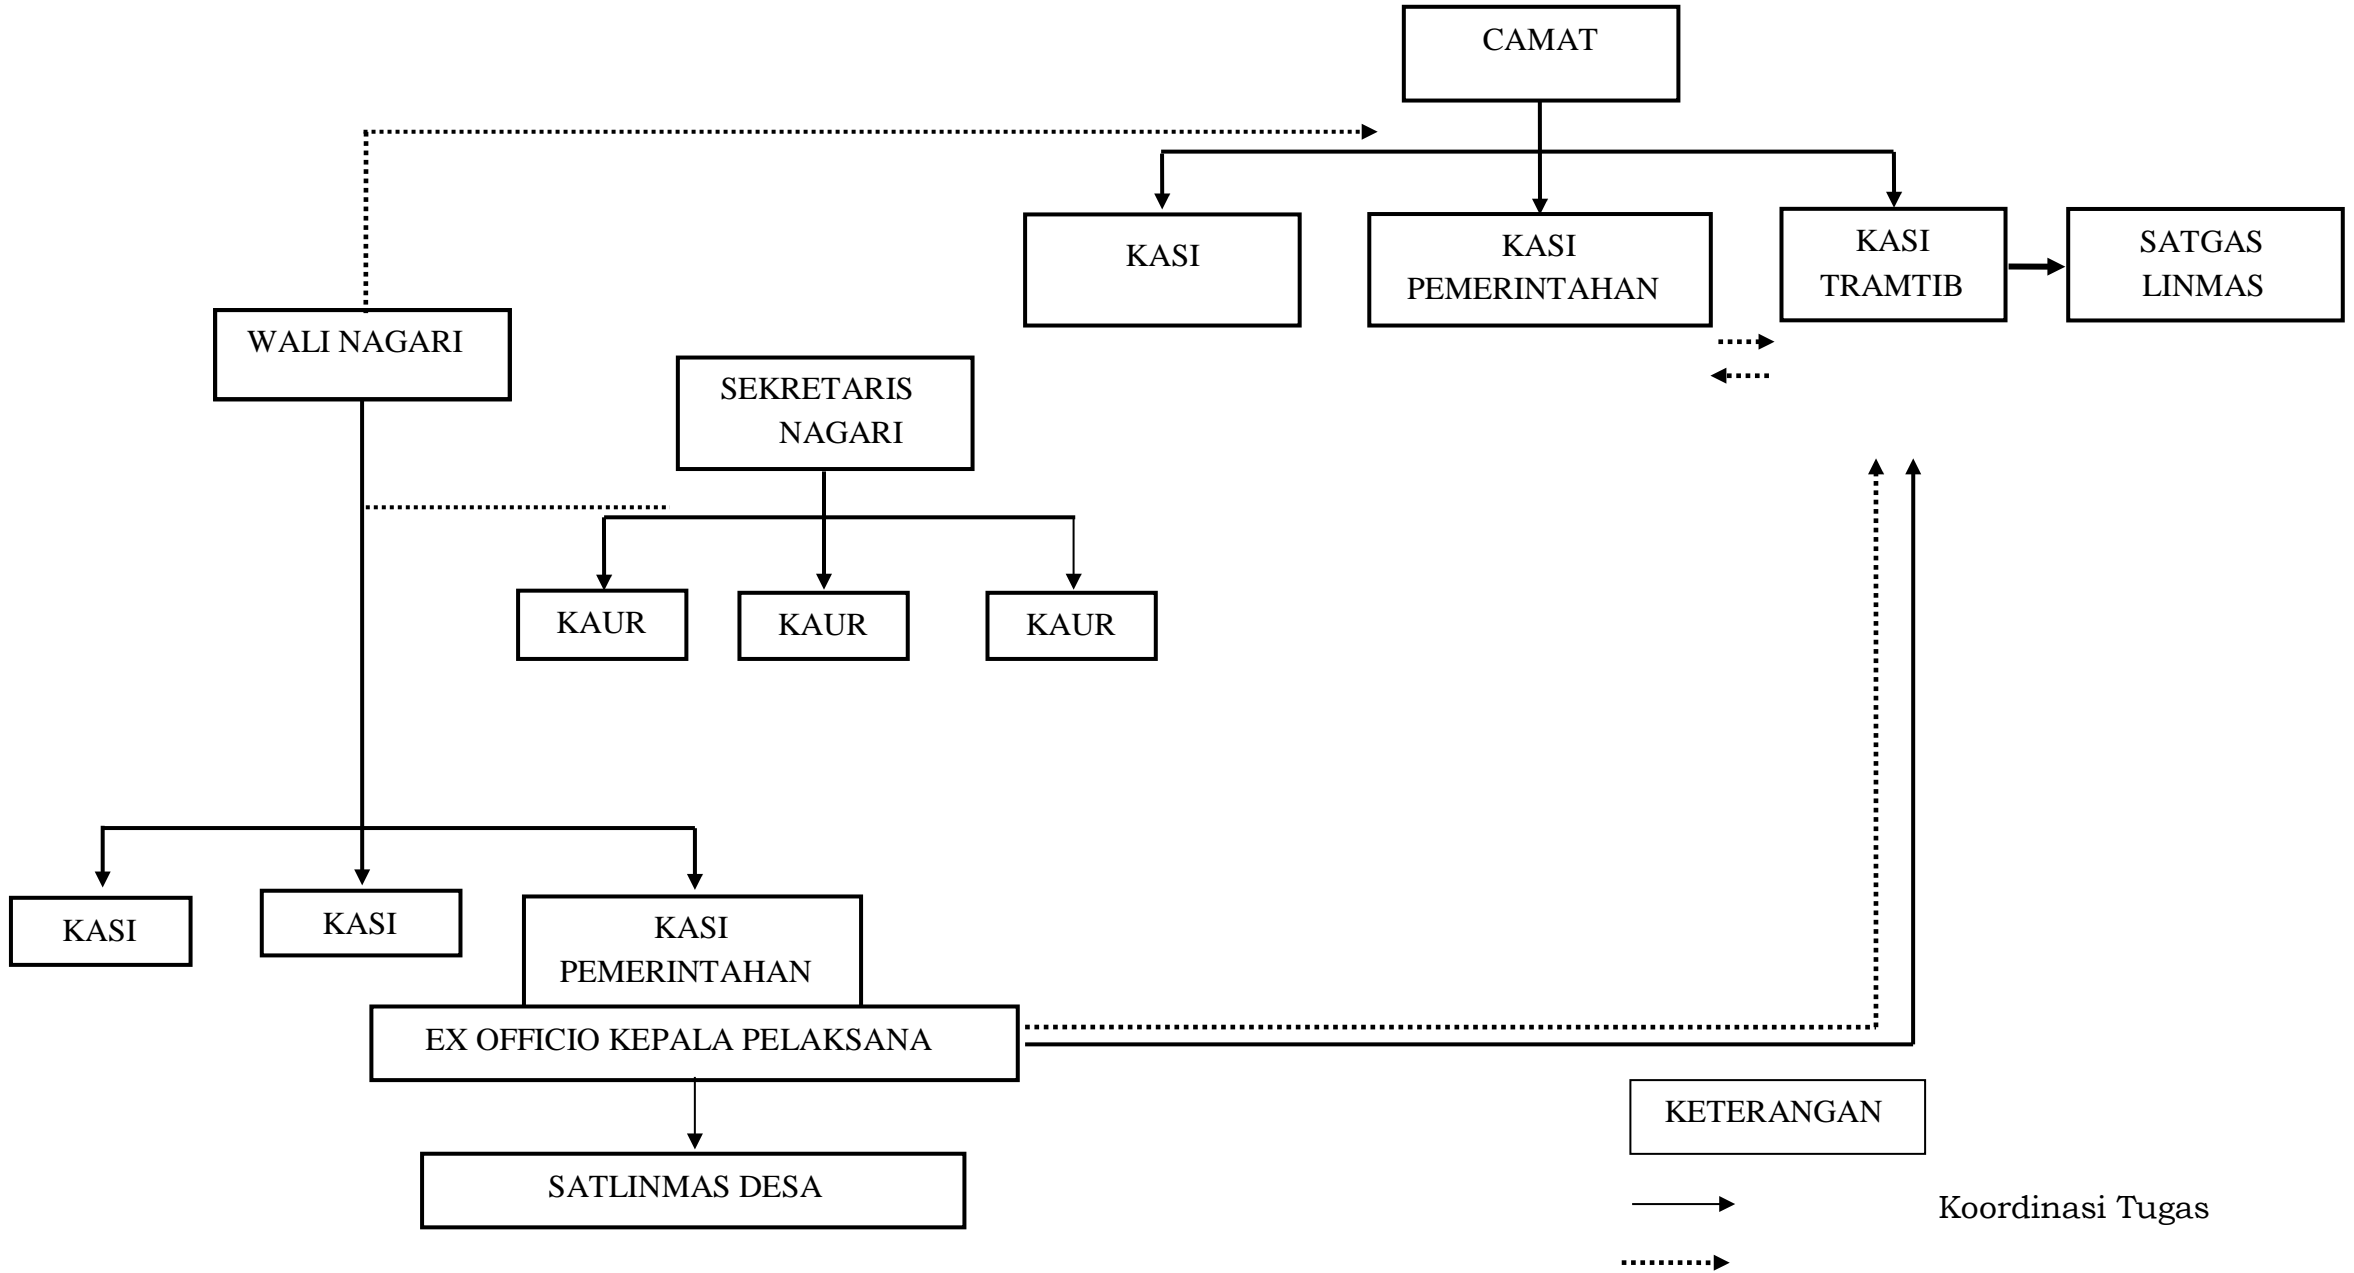 CAMAT
KASI
KASI
PEMERINTAHAN
KASI
TRAMTIB
SATGAS
LINMAS
WALI NAGARI
SEKRETARIS
NAGARI
KAUR
KAUR
KAUR
KASI
KASI
KASI
PEMERINTAHAN
EX OFFICIO KEPALA PELAKSANA
SATLINMAS DESA
KETERANGAN
Koordinasi Tugas